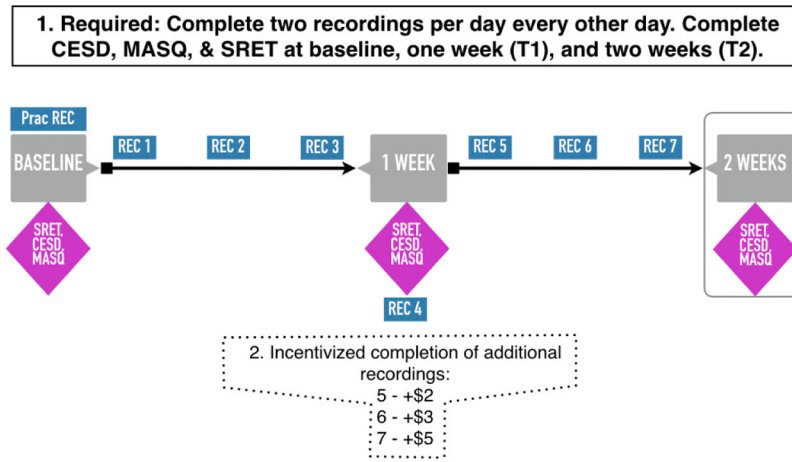 1. Required: Complete two recordings per day every other day. Complete
CESD, MASQ, & SRET at baseline, one week (T1), and two weeks (T2).
Prac REC
BASELINE
REC 1
REC 2
REC 3
1 WEEK
REC 5
REC 6
REC 7
2 WEEKS
SRET,
CESD,
MASQ
SRET,
CESD,
MASQ
SRET,
CESD,
MASQ
REC 4
2. Incentivized completion of additional
recordings:
5 - +$2
6 - +$3
7 - +$5